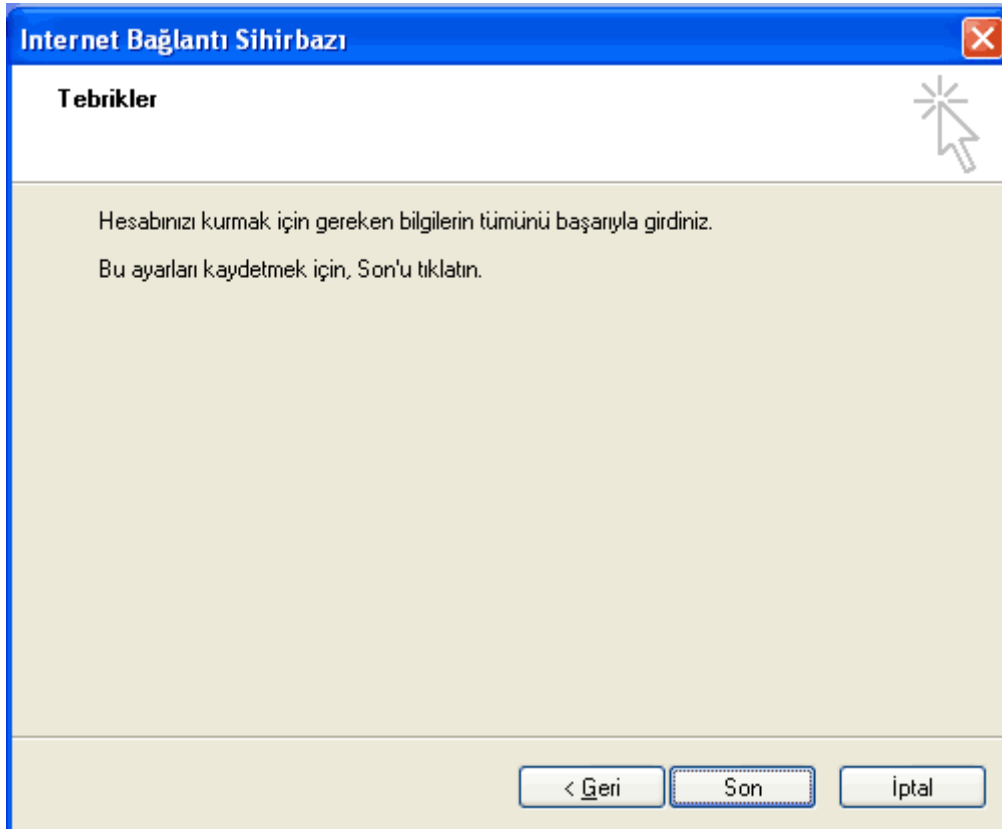 Internet Bağlantı Sihirbazı
Tebrikler
Hesabınızı kurmak için gereken bilgilerin tümünü başarıyla girdiniz.
Bu ayarları kaydetmek için, Son'u tıklatın.
< Geri Son İptal